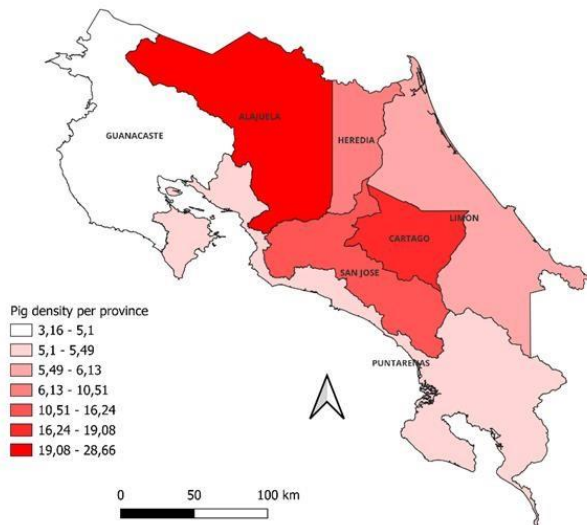 ALAJUELA
GUANACASTE
HEREDIA
LIMON
CARTAGO
SAN JOSE
PUNTARENAS
Pig density per province
3,16 - 5,1
5,1 - 5,49
5,49 - 6,13
6,13 - 10,51
10,51 - 16,24
16,24 - 19,08
19,08 - 28,66
0 50 100 km